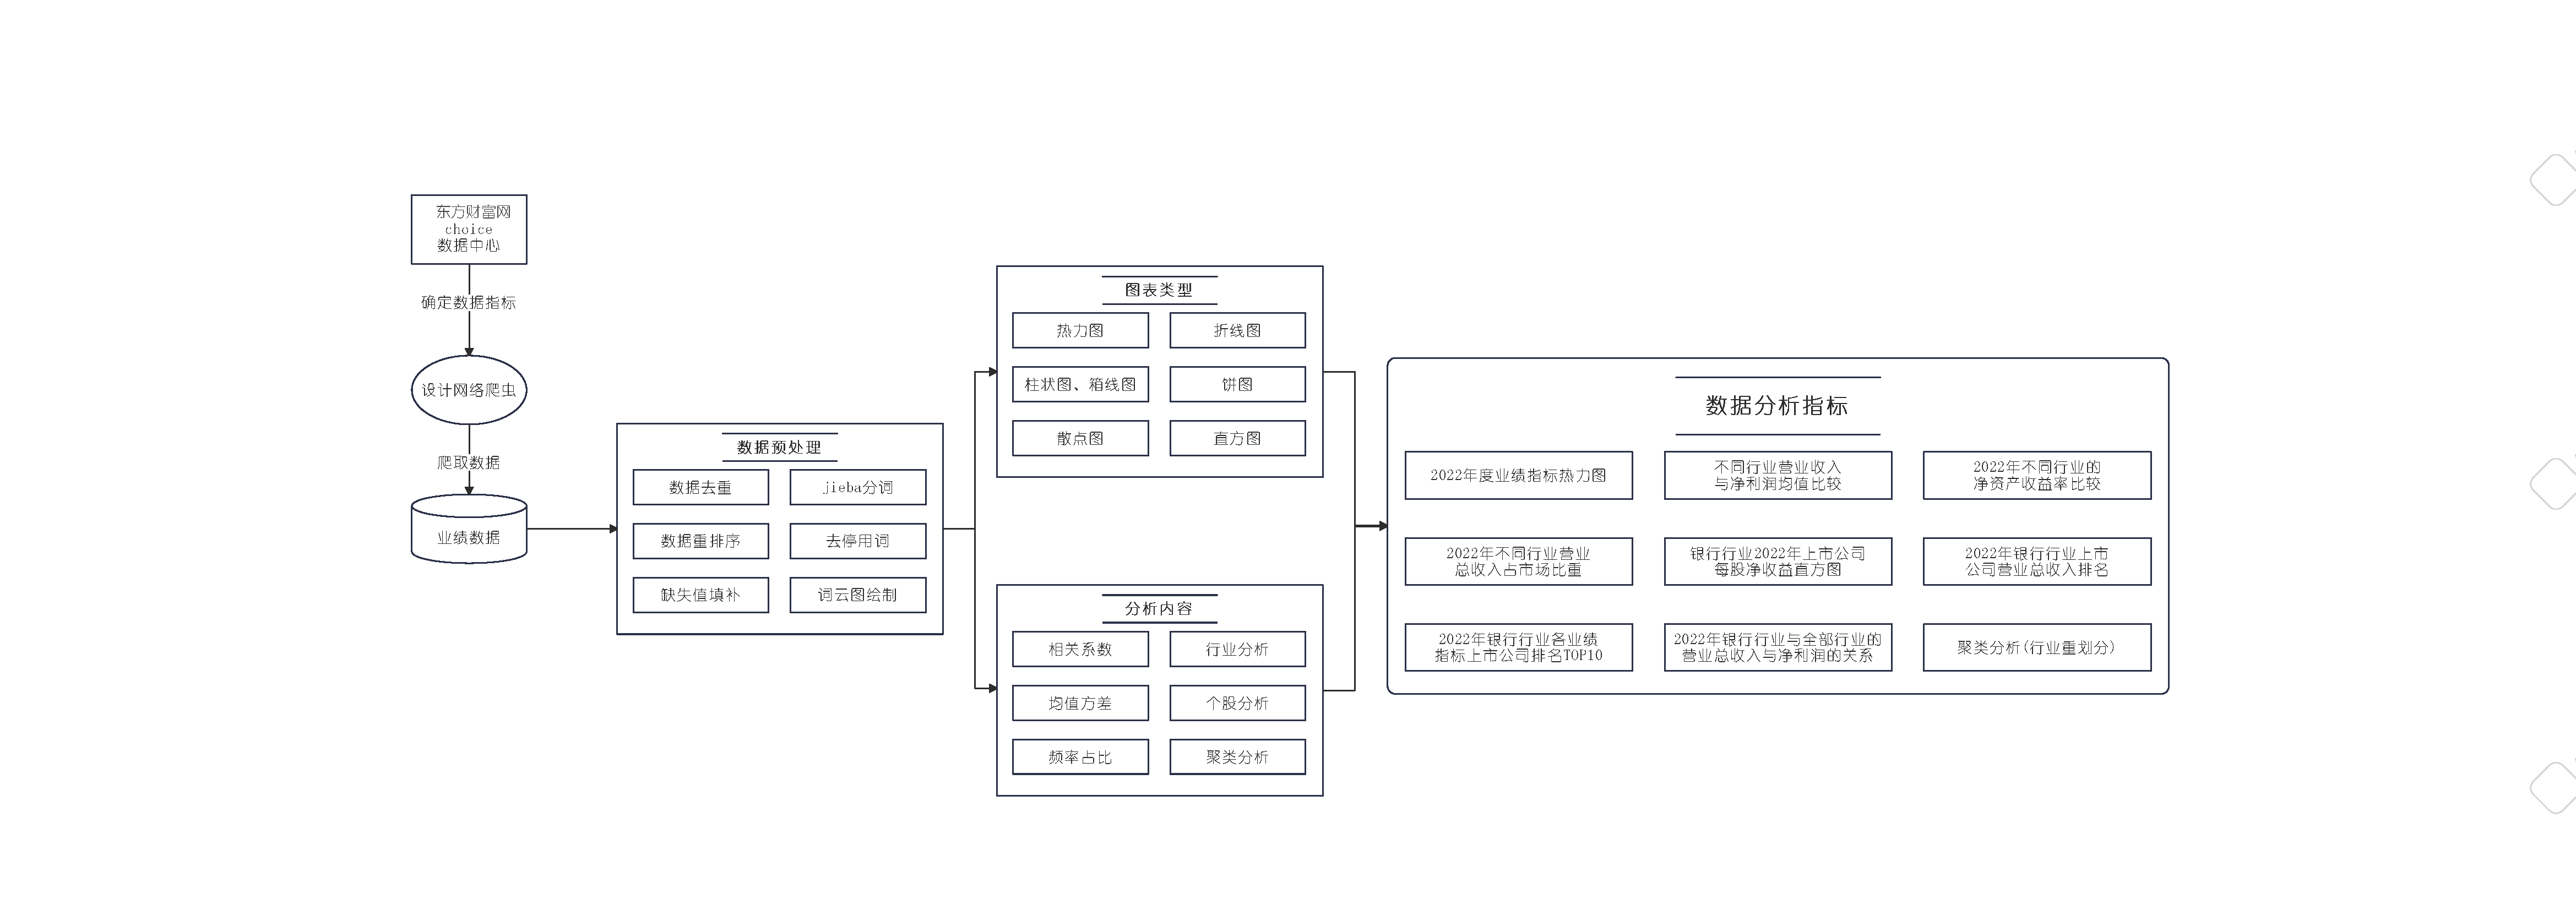 东方财富网
choice
数据中心
确定数据指标
设计网络爬虫
爬取数据
业绩数据
数据预处理
数据去重
jieba分词
数据重排序
去停用词
缺失值填补
词云图绘制
图表类型
热力图
折线图
柱状图、箱线图
饼图
散点图
直方图
分析内容
相关系数
行业分析
均值方差
个股分析
频率占比
聚类分析
数据分析指标
2022年度业绩指标热力图
不同行业营业收入
与净利润均值比较
2022年不同行业的
净资产收益率比较
2022年不同行业营业
总收入占市场比重
银行行业2022年上市公司
每股净收益直方图
2022年银行行业上市
公司营业总收入排名
2022年银行行业各业绩
指标上市公司排名TOP10
2022年银行行业与全部行业的
营业总收入与净利润的关系
聚类分析(行业重划分)